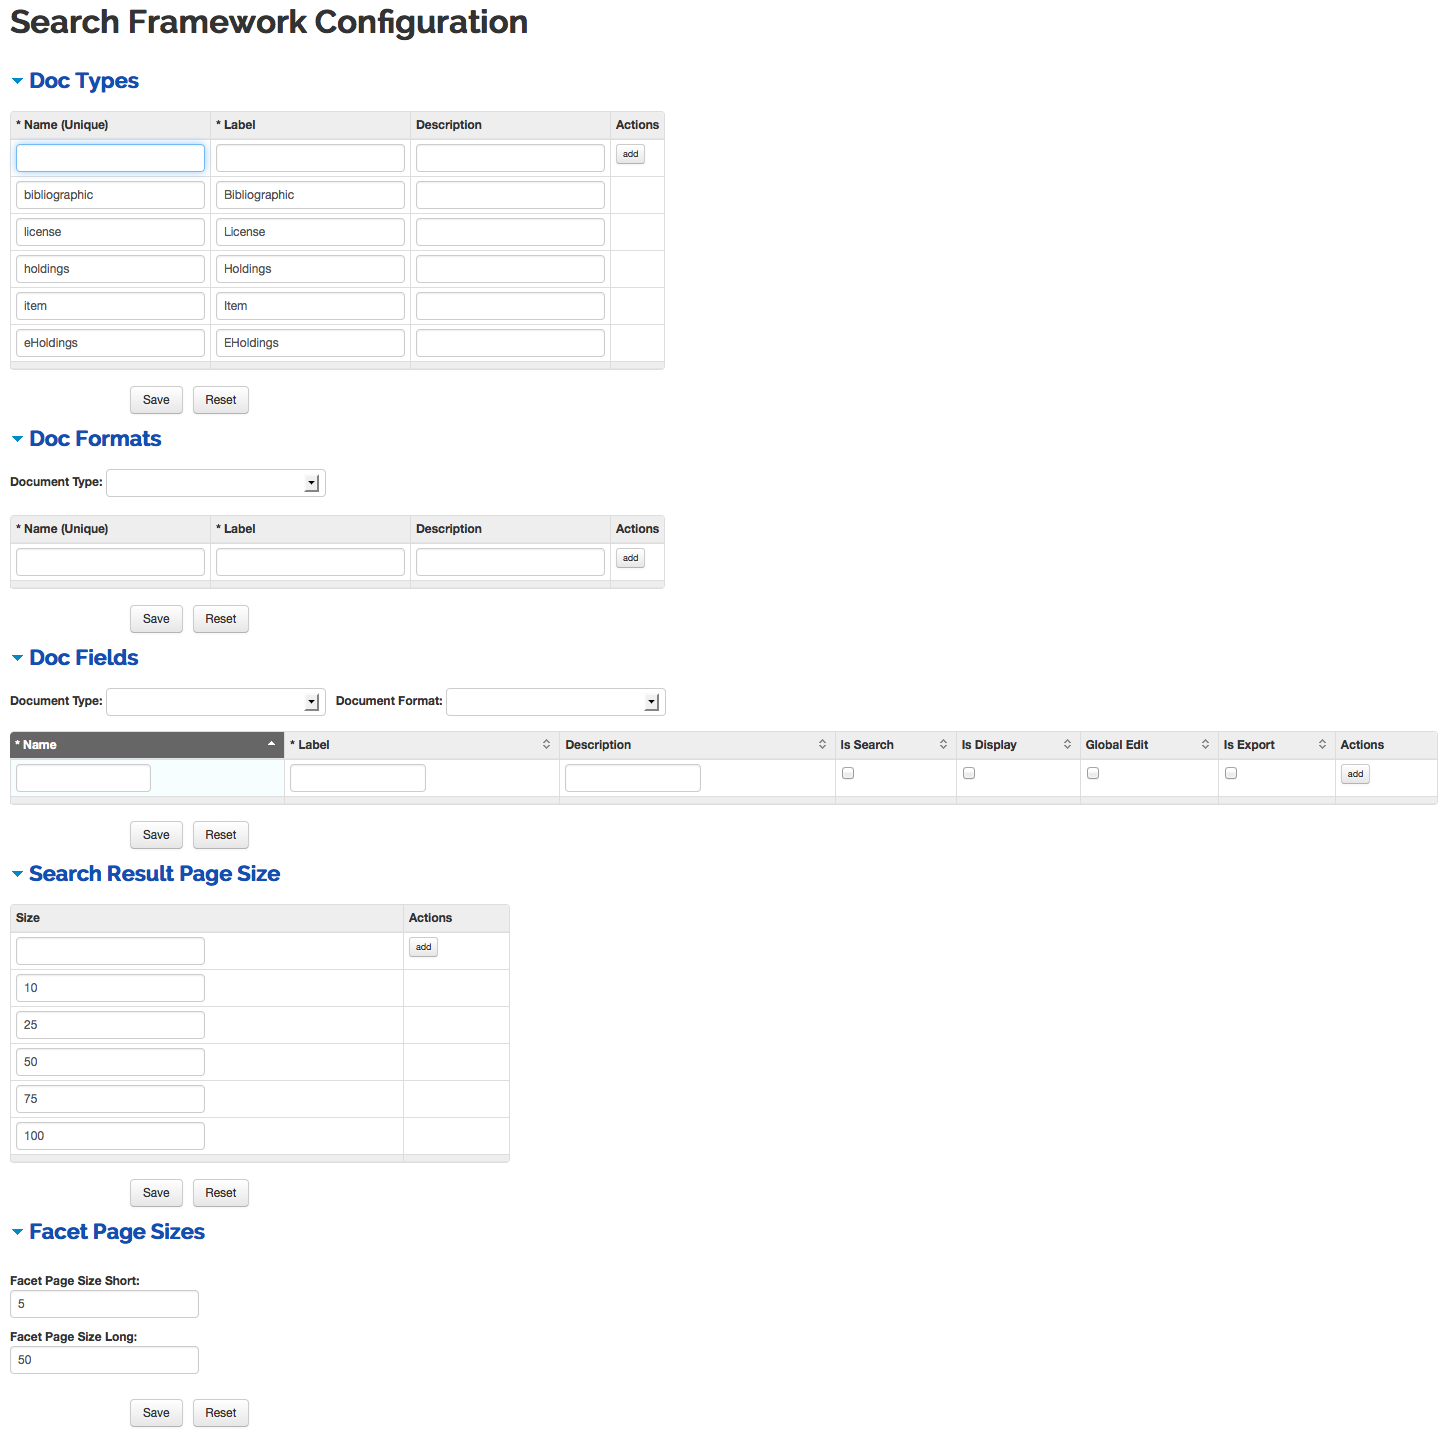 Search Framework Configuration
Doc Types
* Name (Unique) * Label Description Actions
add
bibliographic Bibliographic
license License
holdings Holdings
item Item
eHoldings EHoldings
Save Reset
Doc Formats
Document Type:
* Name (Unique) * Label Description Actions
add
Save Reset
Doc Fields
Document Type: Document Format:
* Name * Label Description Is Search Is Display Global Edit Is Export Actions
add
Save Reset
Search Result Page Size
Size Actions
add
10
25
50
75
100
Save Reset
Facet Page Sizes
Facet Page Size Short:
5
Facet Page Size Long:
50
Save Reset